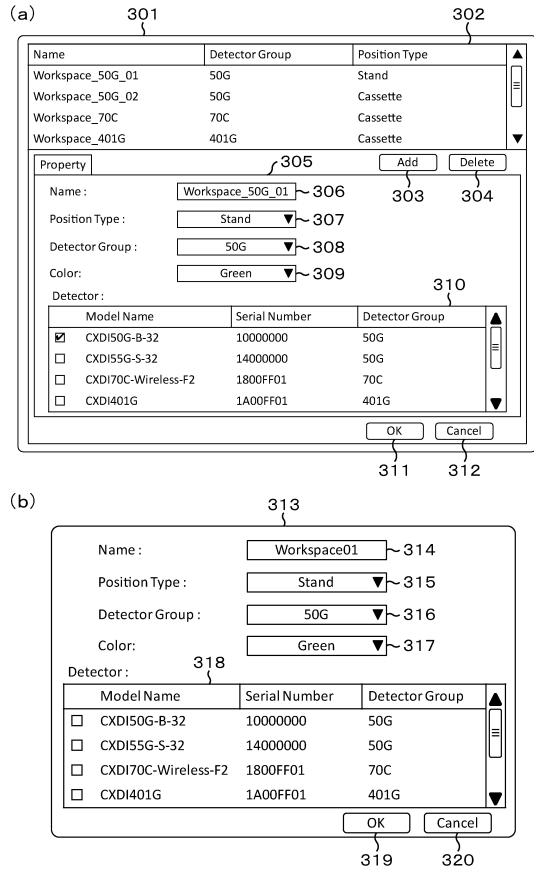 (a)
301 302
Name Detector Group Position Type
Workspace_50G_01 50G Stand
Workspace_50G_02 50G Cassette
Workspace_70C 70C Cassette
Workspace_401G 401G Cassette
Property 305 Add Delete
303 304
Name : Workspace_50G_01 306
Position Type : Stand 307
Detector Group : 50G 308
Color: Green 309
Detector : 310
Model Name Serial Number Detector Group
CXDI50G-B-32 10000000 50G
CXDI55G-S-32 14000000 50G
CXDI70C-Wireless-F2 1800FF01 70C
CXDI401G 1A00FF01 401G
OK Cancel
311 312
(b)
313
Name : Workspace01 314
Position Type : Stand 315
Detector Group : 50G 316
Color: Green 317
Detector : 318
Model Name Serial Number Detector Group
CXDI50G-B-32 10000000 50G
CXDI55G-S-32 14000000 50G
CXDI70C-Wireless-F2 1800FF01 70C
CXDI401G 1A00FF01 401G
OK Cancel
319 320